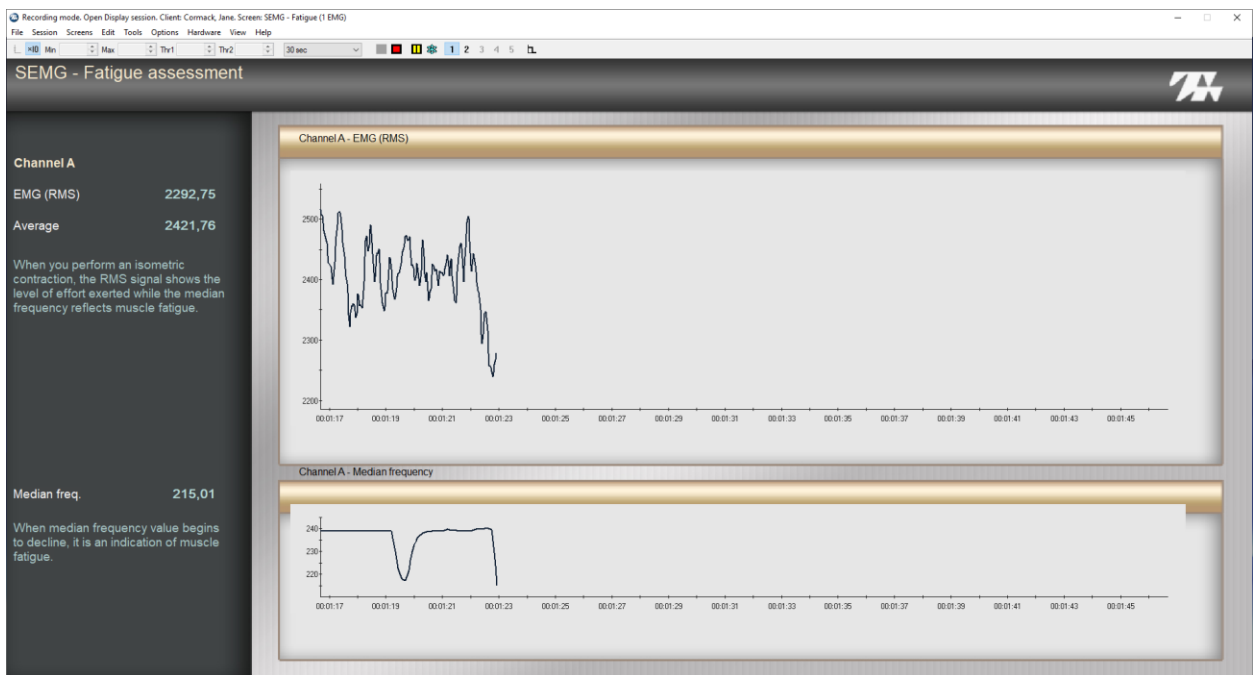 Recording mode. Open Display session. Client: Cormack, Jane. Screen: SEMG - Fatigue (1 EMG)
File Session Screens Edit Tools Options Hardware View Help
×10 Min Max Thr1 Thr2 30 sec 1 2 3 4 5
SEMG - Fatigue assessment
Channel A
EMG (RMS) 2292,75
Average 2421,76
When you perform an isometric
contraction, the RMS signal shows the
level of effort exerted while the median
frequency reflects muscle fatigue.
Median freq. 215,01
When median frequency value begins
to decline, it is an indication of muscle
fatigue.
Channel A - EMG (RMS)
2500
2400
2300
2200
00:01:17 00:01:19 00:01:21 00:01:23 00:01:25 00:01:27 00:01:29 00:01:31 00:01:33 00:01:35 00:01:37 00:01:39 00:01:41 00:01:43 00:01:45
Channel A - Median frequency
240
230
220
00:01:17 00:01:19 00:01:21 00:01:23 00:01:25 00:01:27 00:01:29 00:01:31 00:01:33 00:01:35 00:01:37 00:01:39 00:01:41 00:01:43 00:01:45